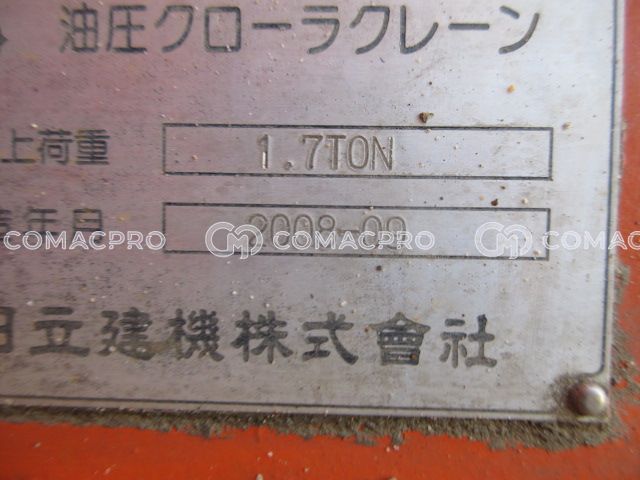 油圧クローラクレーン
上荷重 1.7TON
年月 2008-09
COMACPRO COMACPRO COMACPRO
日立建機株式會社